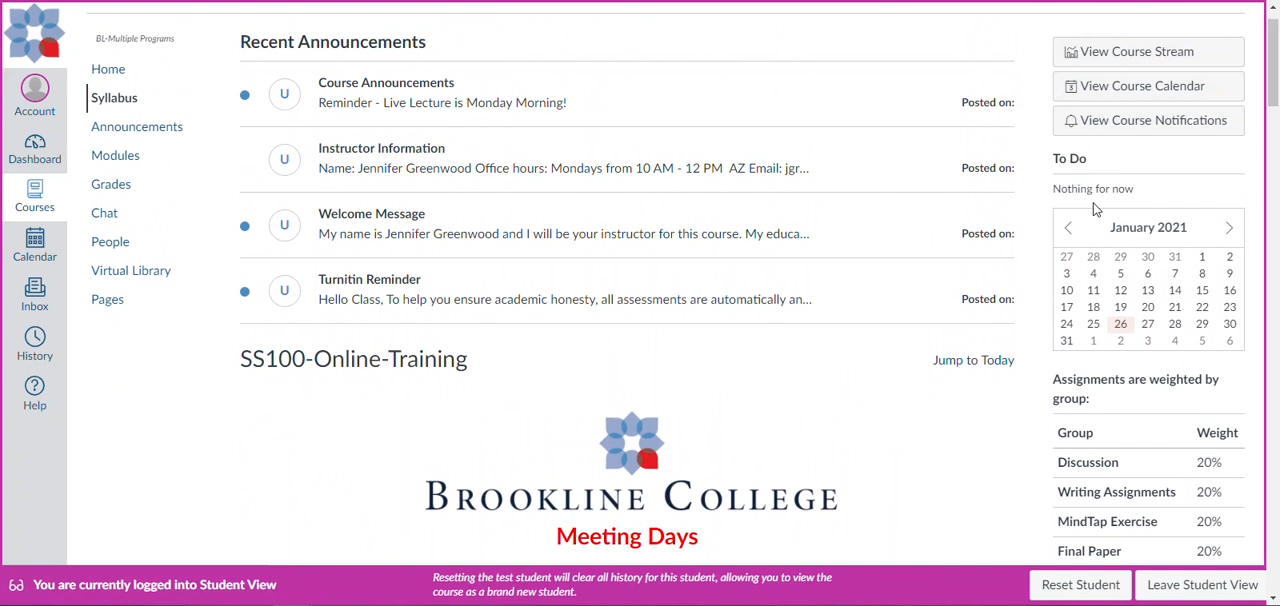 BL-Multiple Programs
Home
Syllabus
Announcements
Modules
Grades
Chat
People
Virtual Library
Pages
Account
Dashboard
Courses
Calendar
Inbox
History
Help
Recent Announcements
U
Course Announcements
Reminder - Live Lecture is Monday Morning!
Posted on:
U
Instructor Information
Name: Jennifer Greenwood Office hours: Mondays from 10 AM - 12 PM AZ Email: jgr...
Posted on:
U
Welcome Message
My name is Jennifer Greenwood and I will be your instructor for this course. My educa...
Posted on:
U
Turnitin Reminder
Hello Class, To help you ensure academic honesty, all assessments are automatically an...
Posted on:
SS100-Online-Training
Jump to Today
BROOKLINE COLLEGE
Meeting Days
View Course Stream
3 View Course Calendar
View Course Notifications
To Do
Nothing for now
January 2021
27 28 29 30 31 1 2
3 4 5 6 7 8 9
10 11 12 13 14 15 16
17 18 19 20 21 22 23
24 25 26 27 28 29 30
31 1 2 3 4 5 6
Assignments are weighted by
group:
Group Weight
Discussion 20%
Writing Assignments 20%
MindTap Exercise 20%
Final Paper 20%
You are currently logged into Student View
Resetting the test student will clear all history for this student, allowing you to view the
course as a brand new student.
Reset Student
Leave Student View